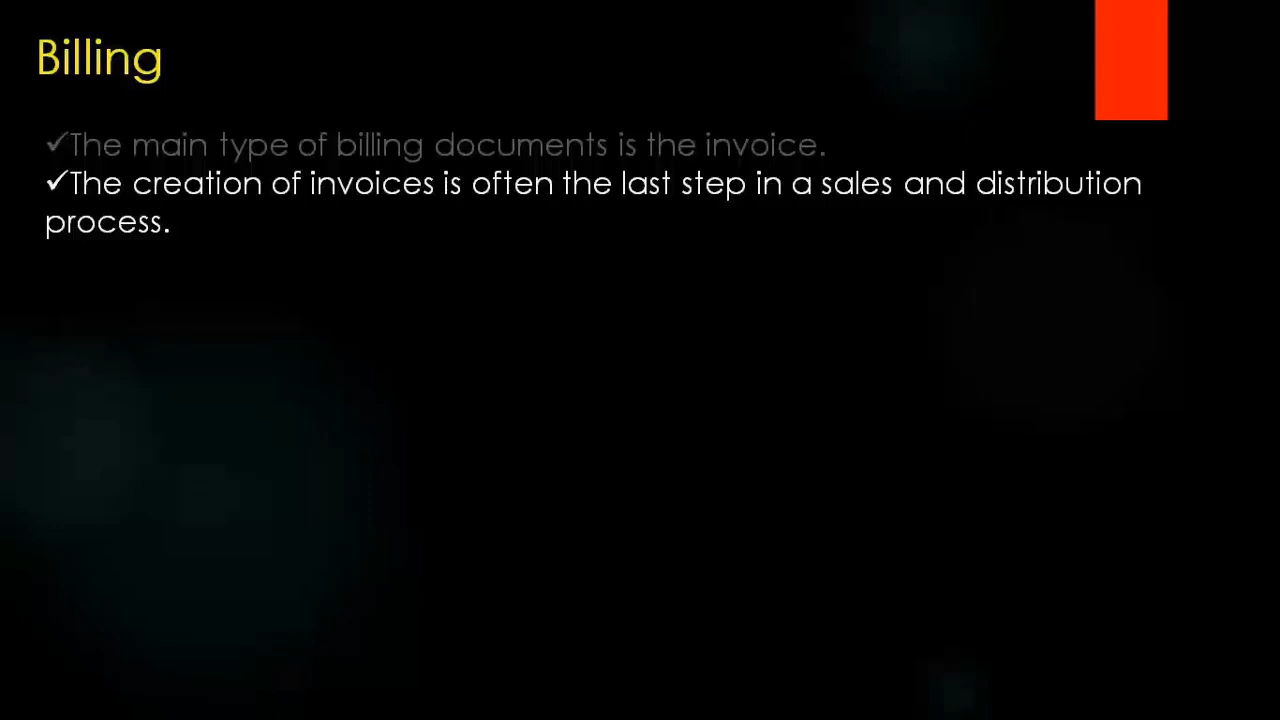 Billing
✓The main type of billing documents is the invoice.
✓The creation of invoices is often the last step in a sales and distribution
process.